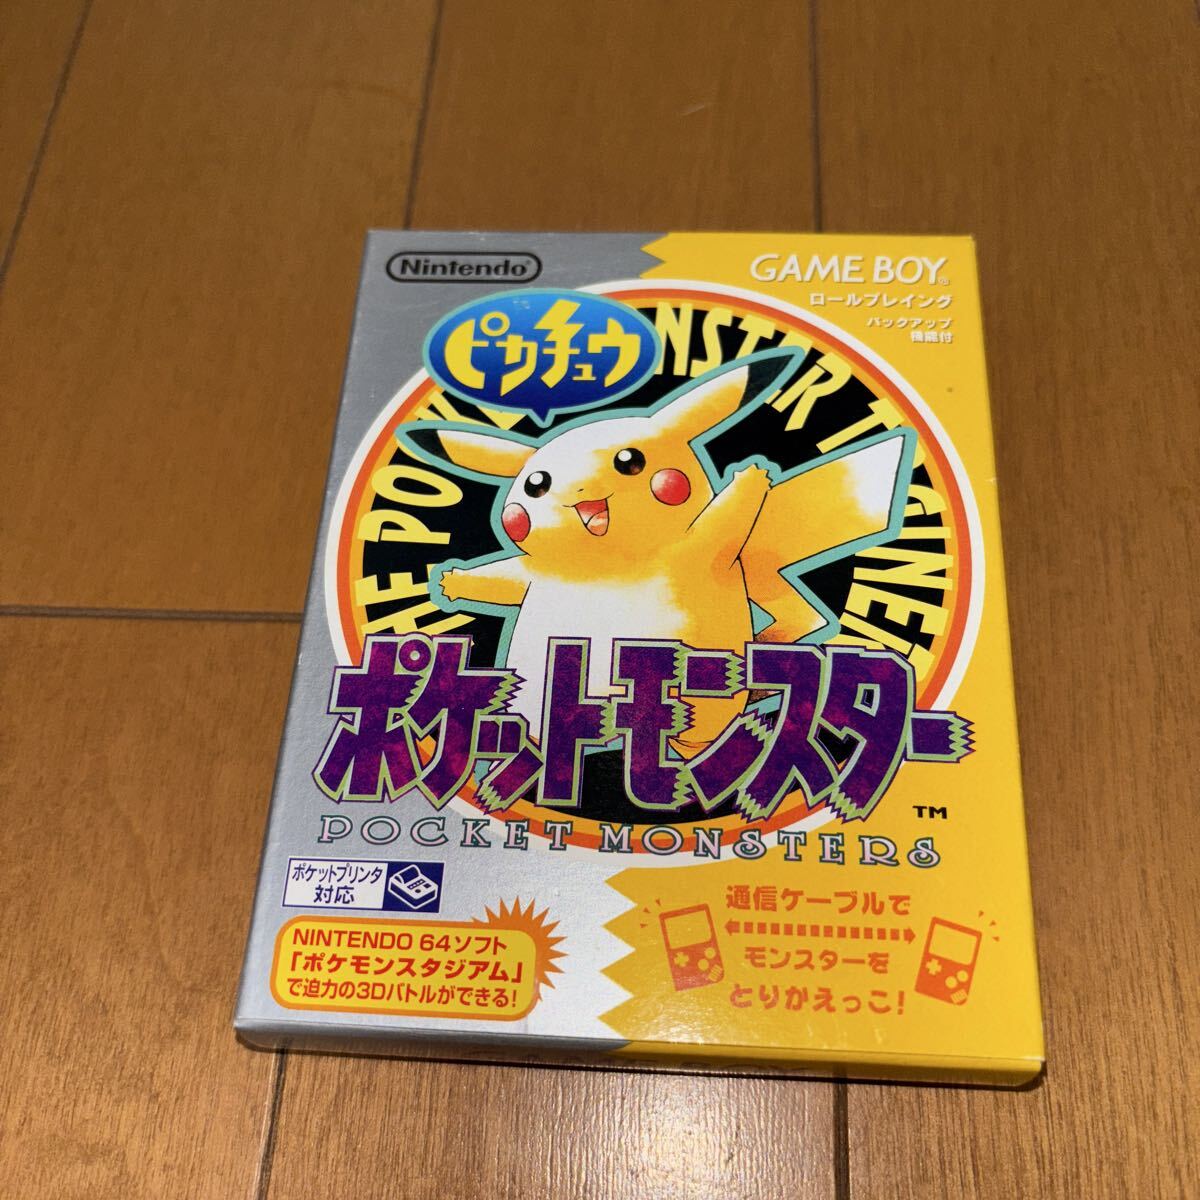 Nintendo®
GAME BOY®
ロールプレイング
バックアップ
機能付
ピカチュウ
ポケットモンスター
TM
POCKET MONSTERS
ポケットプリンタ
対応
NINTENDO 64ソフト
「ポケモンスタジアム」
で迫力の3Dバトルができる!
通信ケーブルで
モンスターを
とりかえっこ!